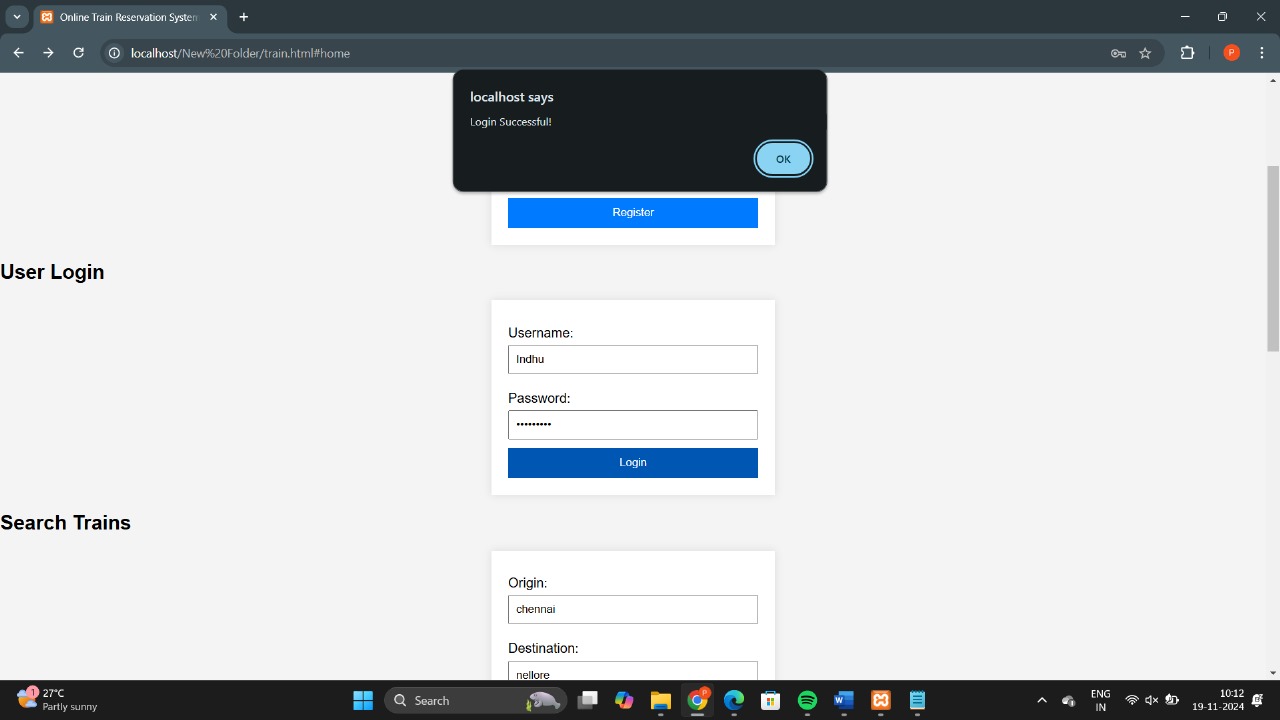 Online Train Reservation System
localhost/New%20Folder/train.html#home
P
localhost says
Login Successful!
OK
Register
User Login
Username:
Indhu
Password:
•••••••••
Login
Search Trains
Origin:
chennai
Destination:
nellore
1
27°C
Partly sunny
Search
P
W
ENG
IN
10:12
19-11-2024